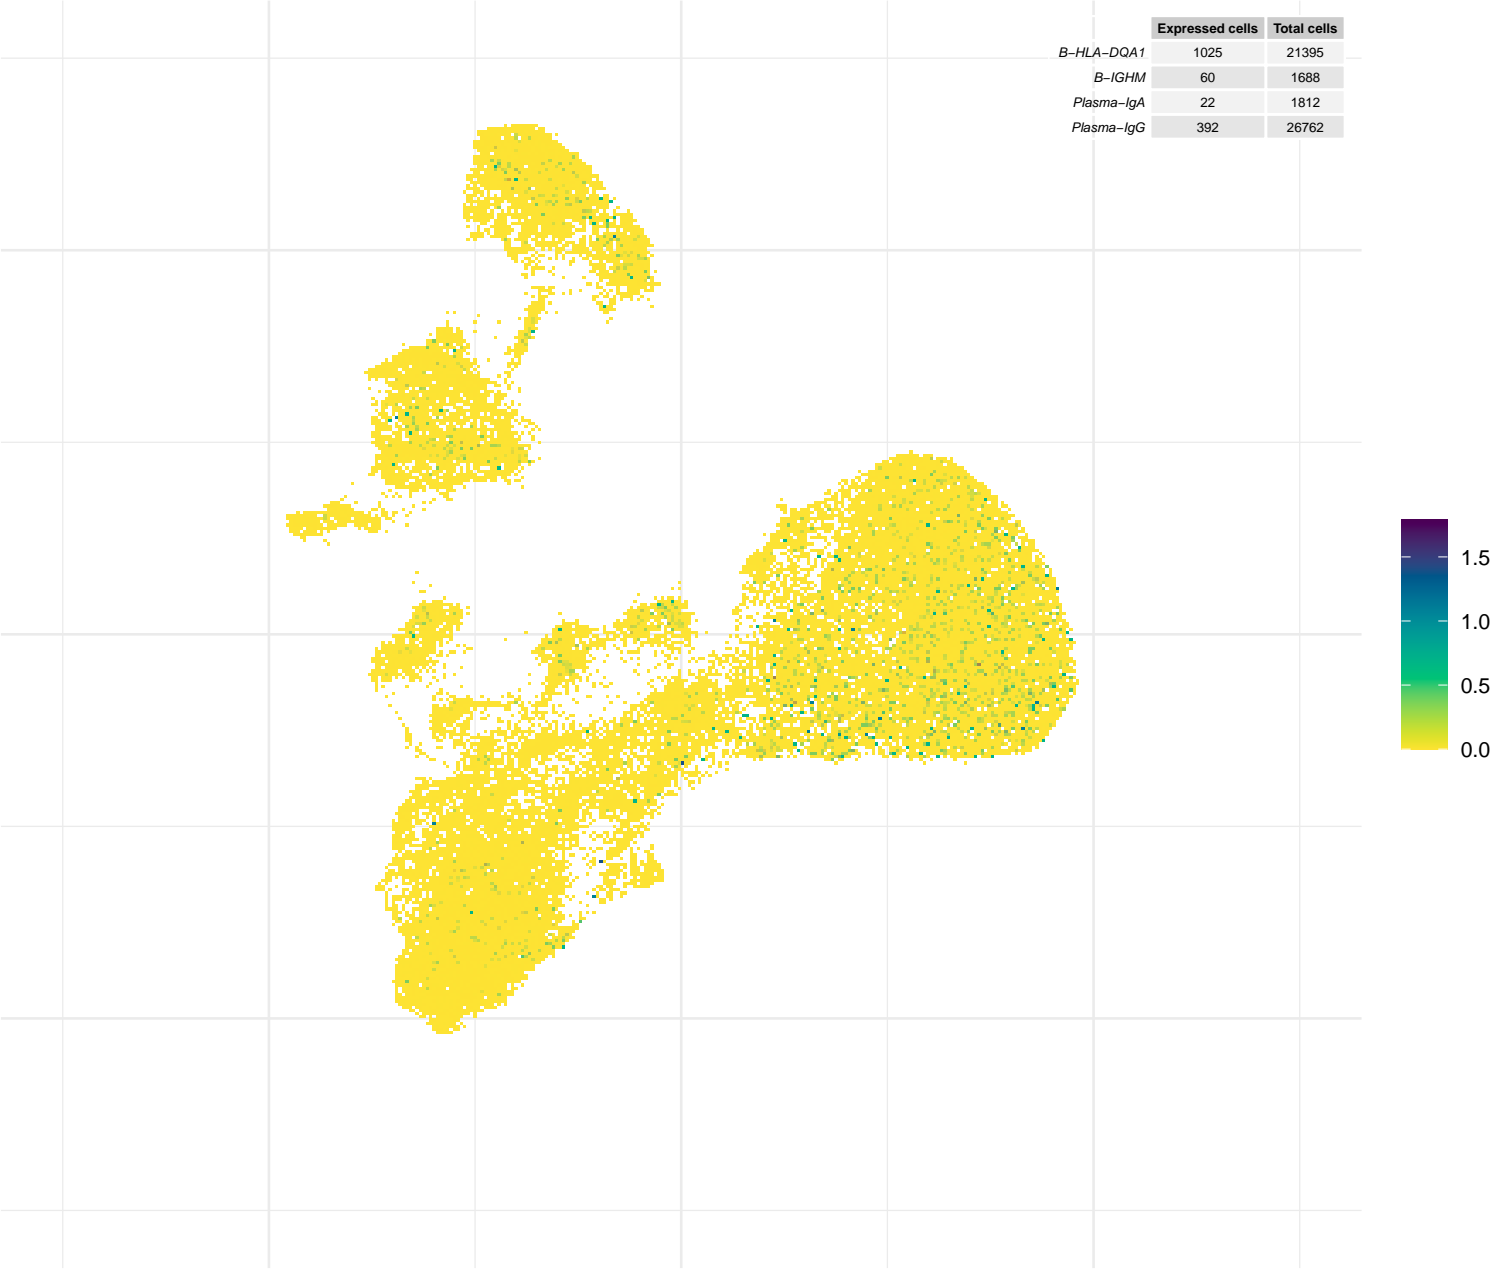 Expressed cells Total cells
B−HLA−DQA1 1025 21395
B−IGHM 60 1688
Plasma−IgA 22 1812
Plasma−IgG 392 26762
1.5
1.0
0.5
0.0